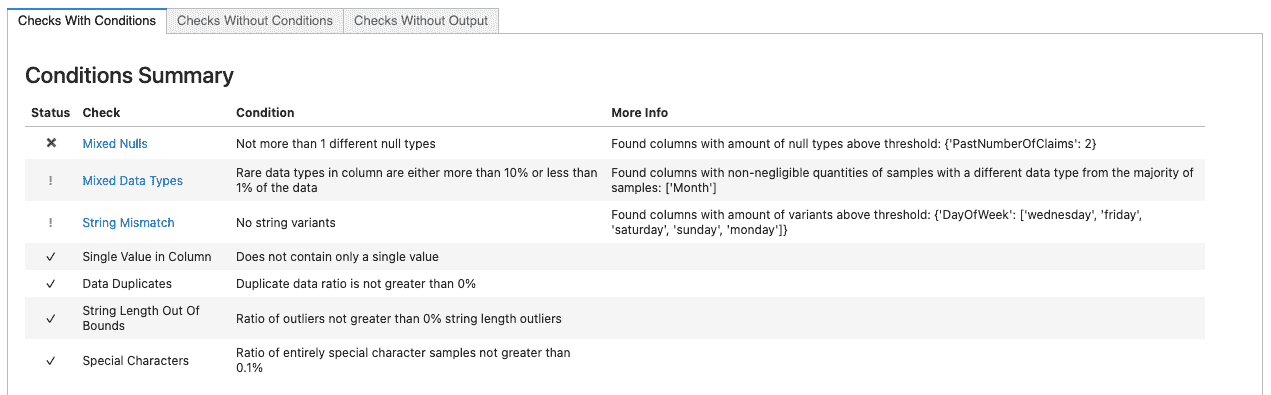 Checks With Conditions Checks Without Conditions Checks Without Output
Conditions Summary
Status Check Condition More Info
✖ Mixed Nulls Not more than 1 different null types Found columns with amount of null types above threshold: {'PastNumberOfClaims': 2}
! Mixed Data Types Rare data types in column are either more than 10% or less than Found columns with non-negligible quantities of samples with a different data type from the majority of
1% of the data samples: ['Month']
! String Mismatch No string variants Found columns with amount of variants above threshold: {'DayOfWeek': ['wednesday', 'friday',
'saturday', 'sunday', 'monday']}
✓ Single Value in Column Does not contain only a single value
✓ Data Duplicates Duplicate data ratio is not greater than 0%
✓ String Length Out Of Ratio of outliers not greater than 0% string length outliers
Bounds
✓ Special Characters Ratio of entirely special character samples not greater than
0.1%